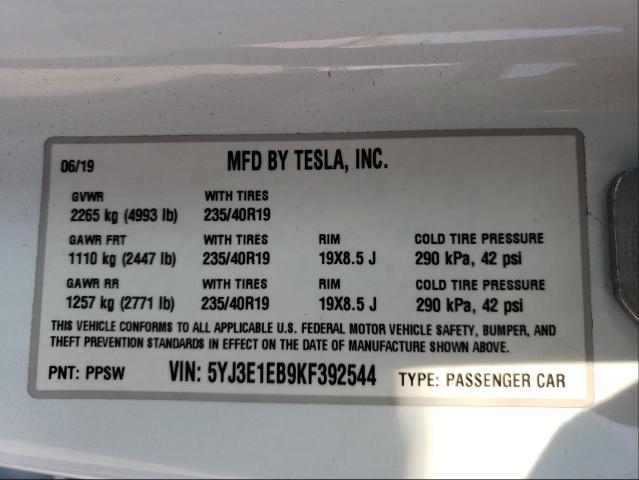 06/19 MFD BY TESLA, INC.
GVWR WITH TIRES
2265 kg (4993 lb) 235/40R19
GAWR FRT WITH TIRES RIM COLD TIRE PRESSURE
1110 kg (2447 lb) 235/40R19 19X8.5 J 290 kPa, 42 psi
GAWR RR WITH TIRES RIM COLD TIRE PRESSURE
1257 kg (2771 lb) 235/40R19 19X8.5 J 290 kPa, 42 psi
THIS VEHICLE CONFORMS TO ALL APPLICABLE U.S. FEDERAL MOTOR VEHICLE SAFETY, BUMPER, AND
THEFT PREVENTION STANDARDS IN EFFECT ON THE DATE OF MANUFACTURE SHOWN ABOVE.
PNT: PPSW VIN: 5YJ3E1EB9KF392544 TYPE: PASSENGER CAR